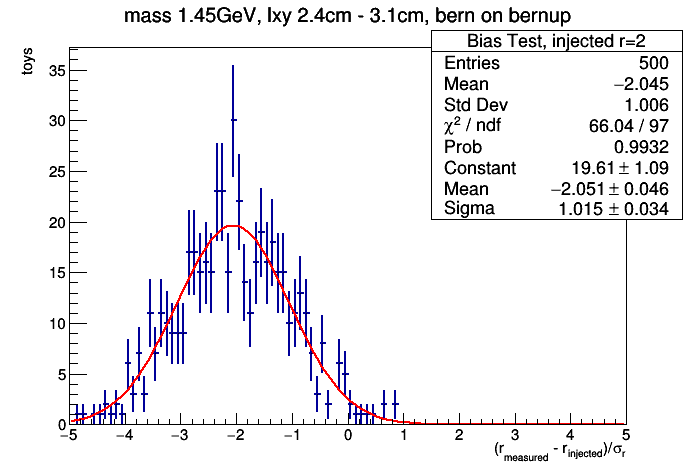 mass 1.45GeV, lxy 2.4cm - 3.1cm, bern on bernup
Bias Test, injected r=2
Entries 500
Mean −2.045
Std Dev 1.006
χ² / ndf 66.04 / 97
Prob 0.9932
Constant 19.61 ± 1.09
Mean −2.051 ± 0.046
Sigma 1.015 ± 0.034
toys
35
30
25
20
15
10
5
0
−5 −4 −3 −2 −1 0 1 2 3 4 5
(r_measured - r_injected)/σ_r